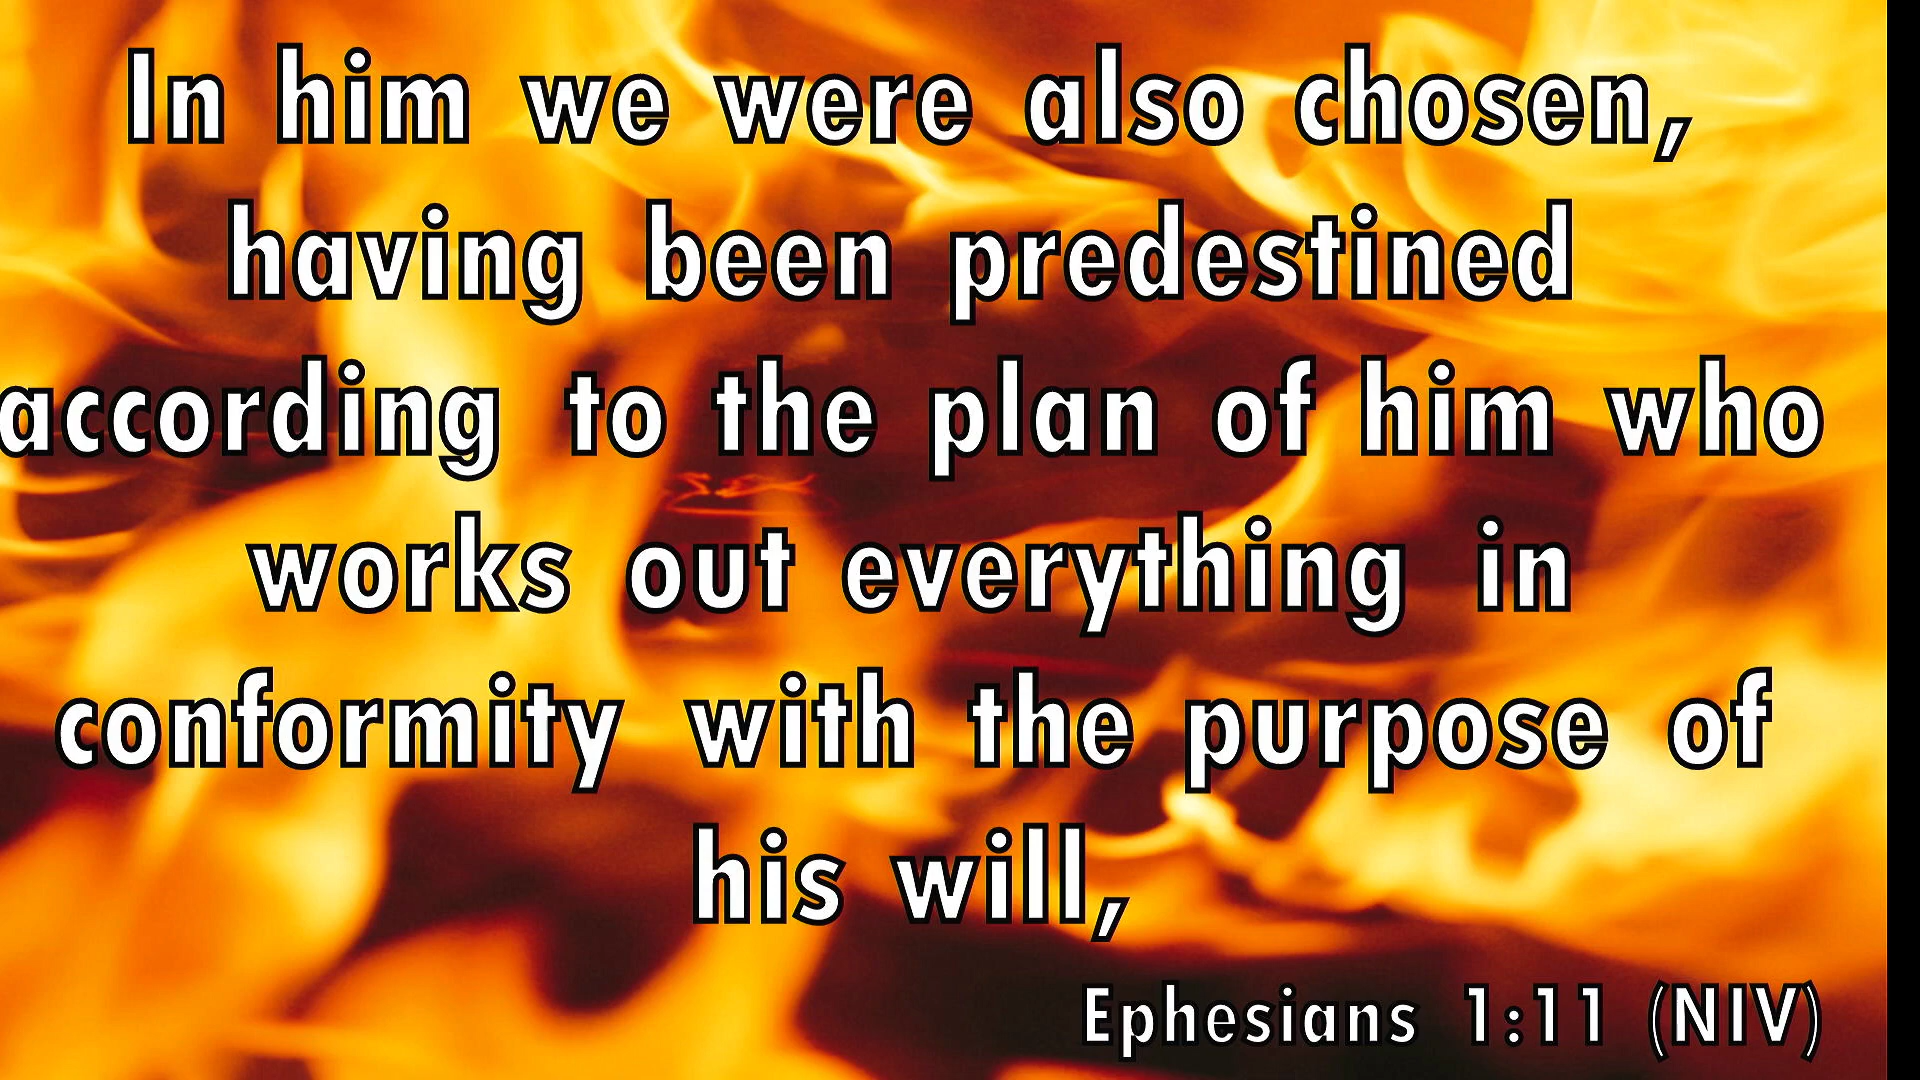 In him we were also chosen,
having been predestined
according to the plan of him who
works out everything in
conformity with the purpose of
his will,
Ephesians 1:11 (NIV)